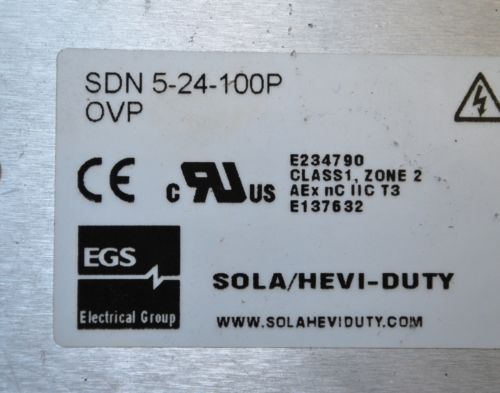 SDN 5-24-100P
OVP
CE
c UR US
E234790
CLASS1, ZONE 2
AEx nC IIC T3
E137632
EGS
Electrical Group
SOLA/HEVI-DUTY
WWW.SOLAHEVIDUTY.COM